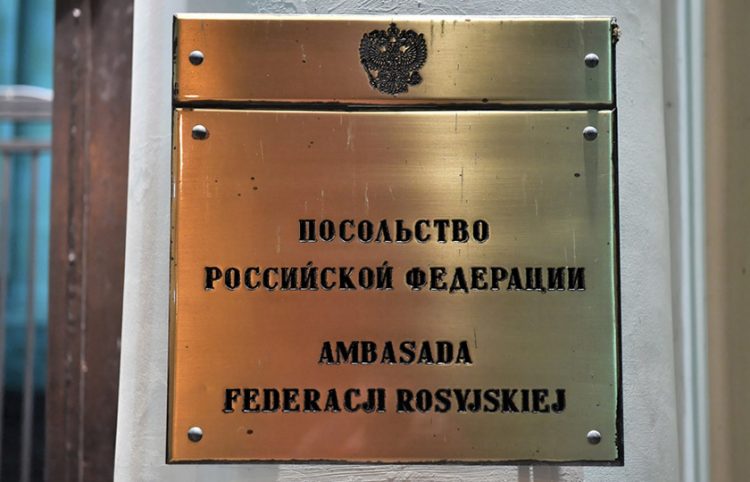 ПОСОЛЬСТВО
РОССИЙСКОЙ ФЕДЕРАЦИИ
AMBASADA
FEDERACJI ROSYJSKIEJ